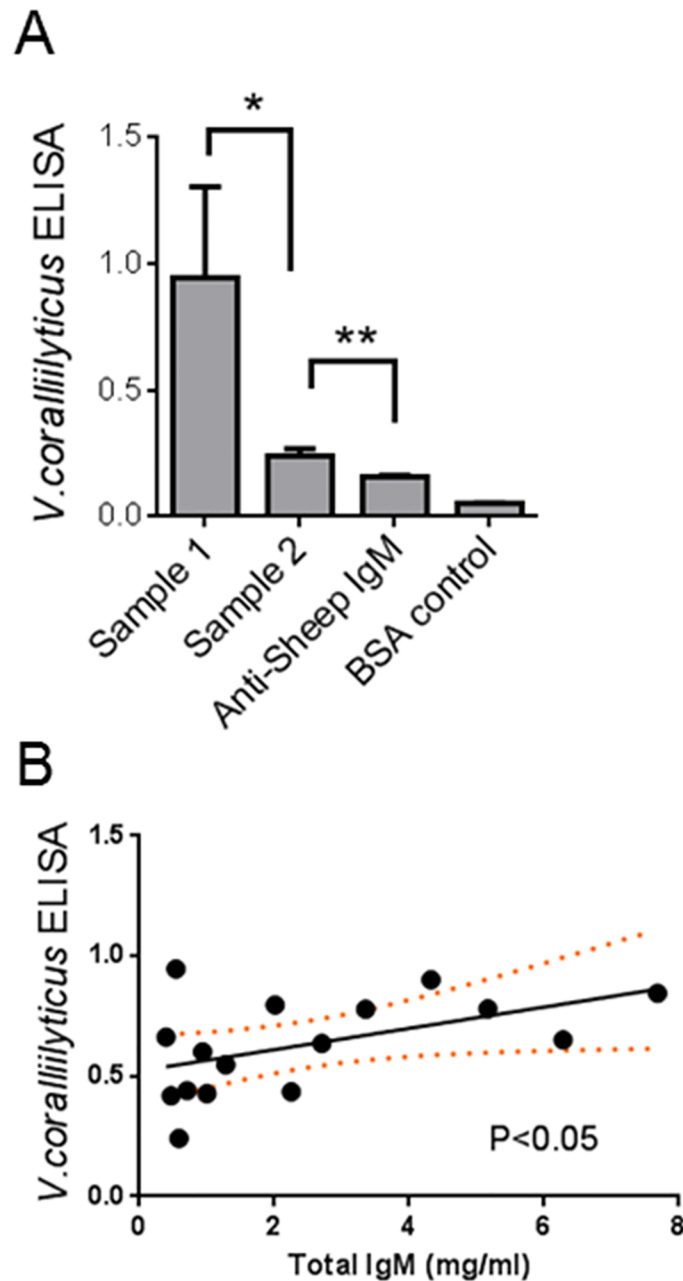 A
V.coralliilyticus ELISA
1.5
1.0
0.5
0.0
*
**
Sample 1
Sample 2
Anti-Sheep IgM
BSA control
B
V.coralliilyticus ELISA
1.5
1.0
0.5
0.0
P<0.05
0 2 4 6 8
Total IgM (mg/ml)